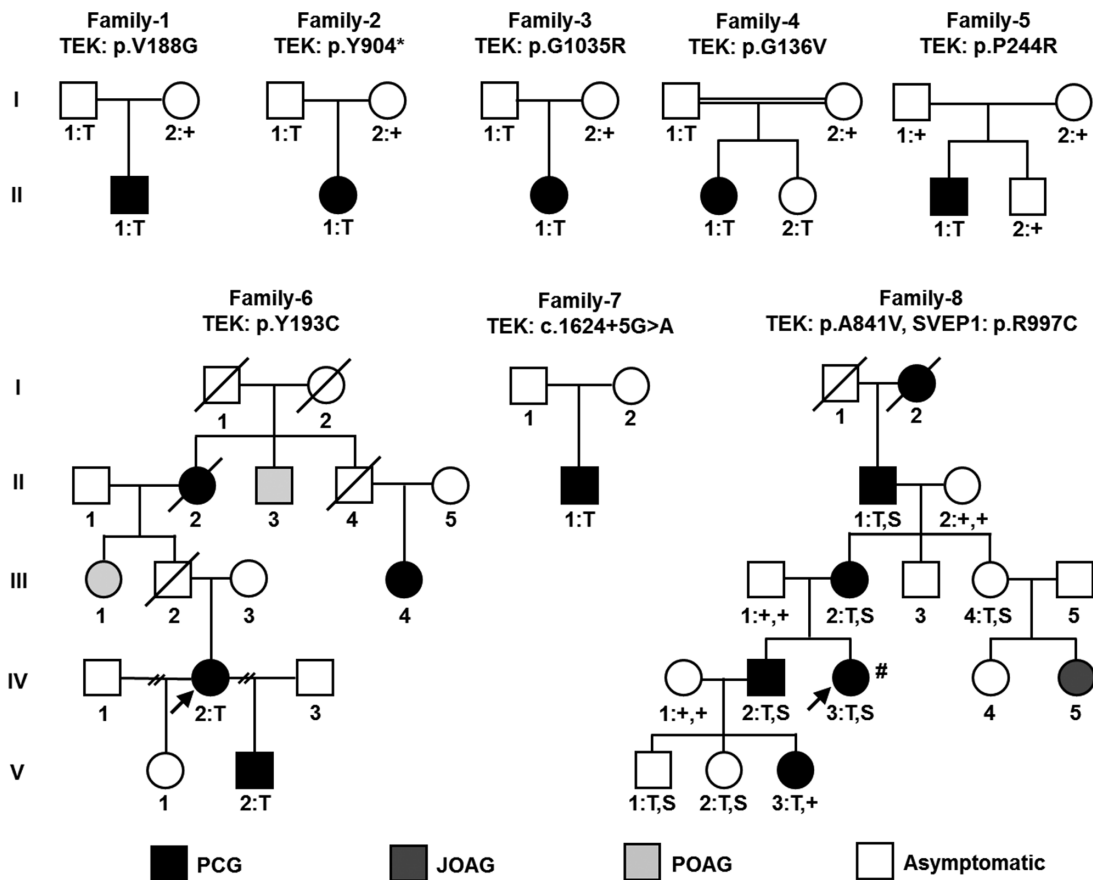 Family-1 Family-2 Family-3 Family-4 Family-5
TEK: p.V188G TEK: p.Y904* TEK: p.G1035R TEK: p.G136V TEK: p.P244R
I
1:T 2:+ 1:T 2:+ 1:T 2:+ 1:T 2:+ 1:+ 2:+
II
1:T 1:T 1:T 1:T 2:T 1:T 2:+
Family-6 Family-7 Family-8
TEK: p.Y193C TEK: c.1624+5G>A TEK: p.A841V, SVEP1: p.R997C
I
1 2 1 2 1 2
II
1 2 3 4 5 1:T 1:T,S 2:+,+
III
1 2 3 4 1:+,+ 2:T,S 3 4:T,S 5
IV #
1 2:T 3 1:+,+ 2:T,S 3:T,S 4 5
V
1 2:T 1:T,S 2:T,S 3:T,+
PCG JOAG POAG Asymptomatic